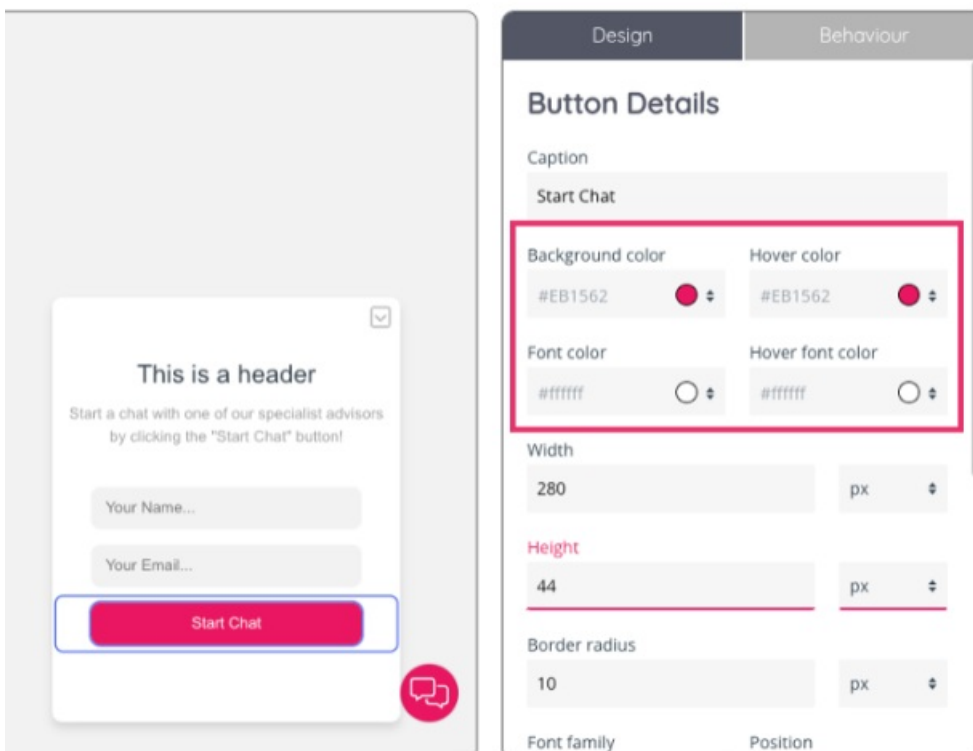 This is a header
Start a chat with one of our specialist advisors
by clicking the "Start Chat" button!
Your Name...
Your Email...
Start Chat
Design Behaviour
Button Details
Caption
Start Chat
Background color Hover color
#EB1562 #EB1562
Font color Hover font color
#ffffff #ffffff
Width
280 px
Height
44 px
Border radius
10 px
Font family Position